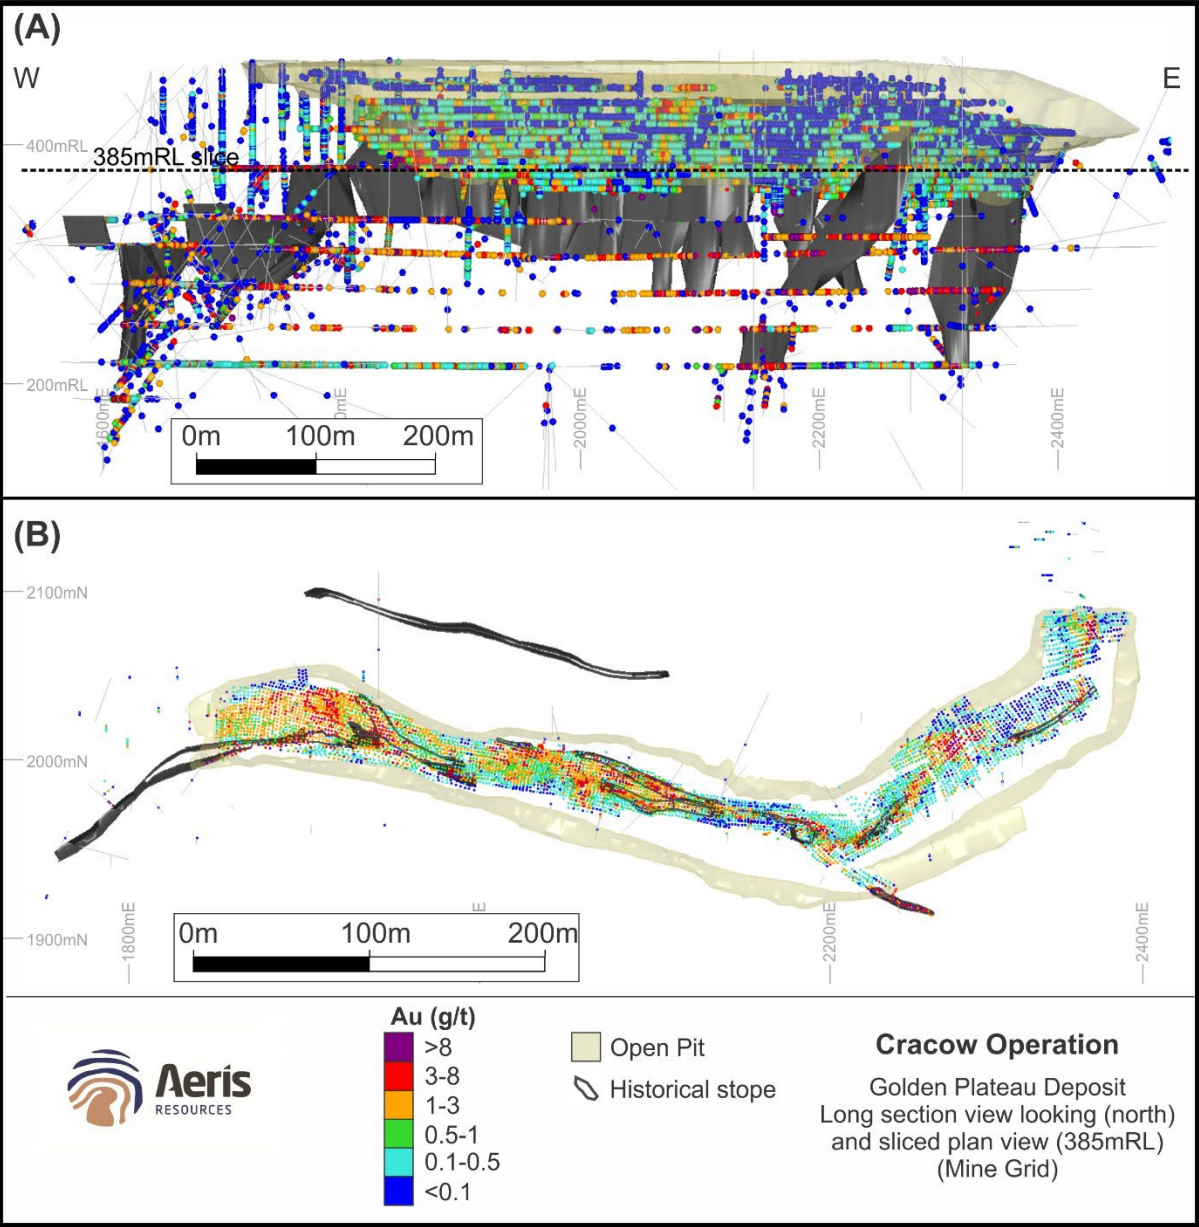 (A)
W
E
400mRL
385mRL slice
200mRL
1600mE
0mE
2000mE
2200mE
2400mE
0m 100m 200m
(B)
2100mN
2000mN
1900mN
1800mE
E
2200mE
2400mE
0m 100m 200m
Aeris
RESOURCES
Au (g/t)
>8
3-8
1-3
0.5-1
0.1-0.5
<0.1
Open Pit
Historical stope
Cracow Operation
Golden Plateau Deposit
Long section view looking (north)
and sliced plan view (385mRL)
(Mine Grid)